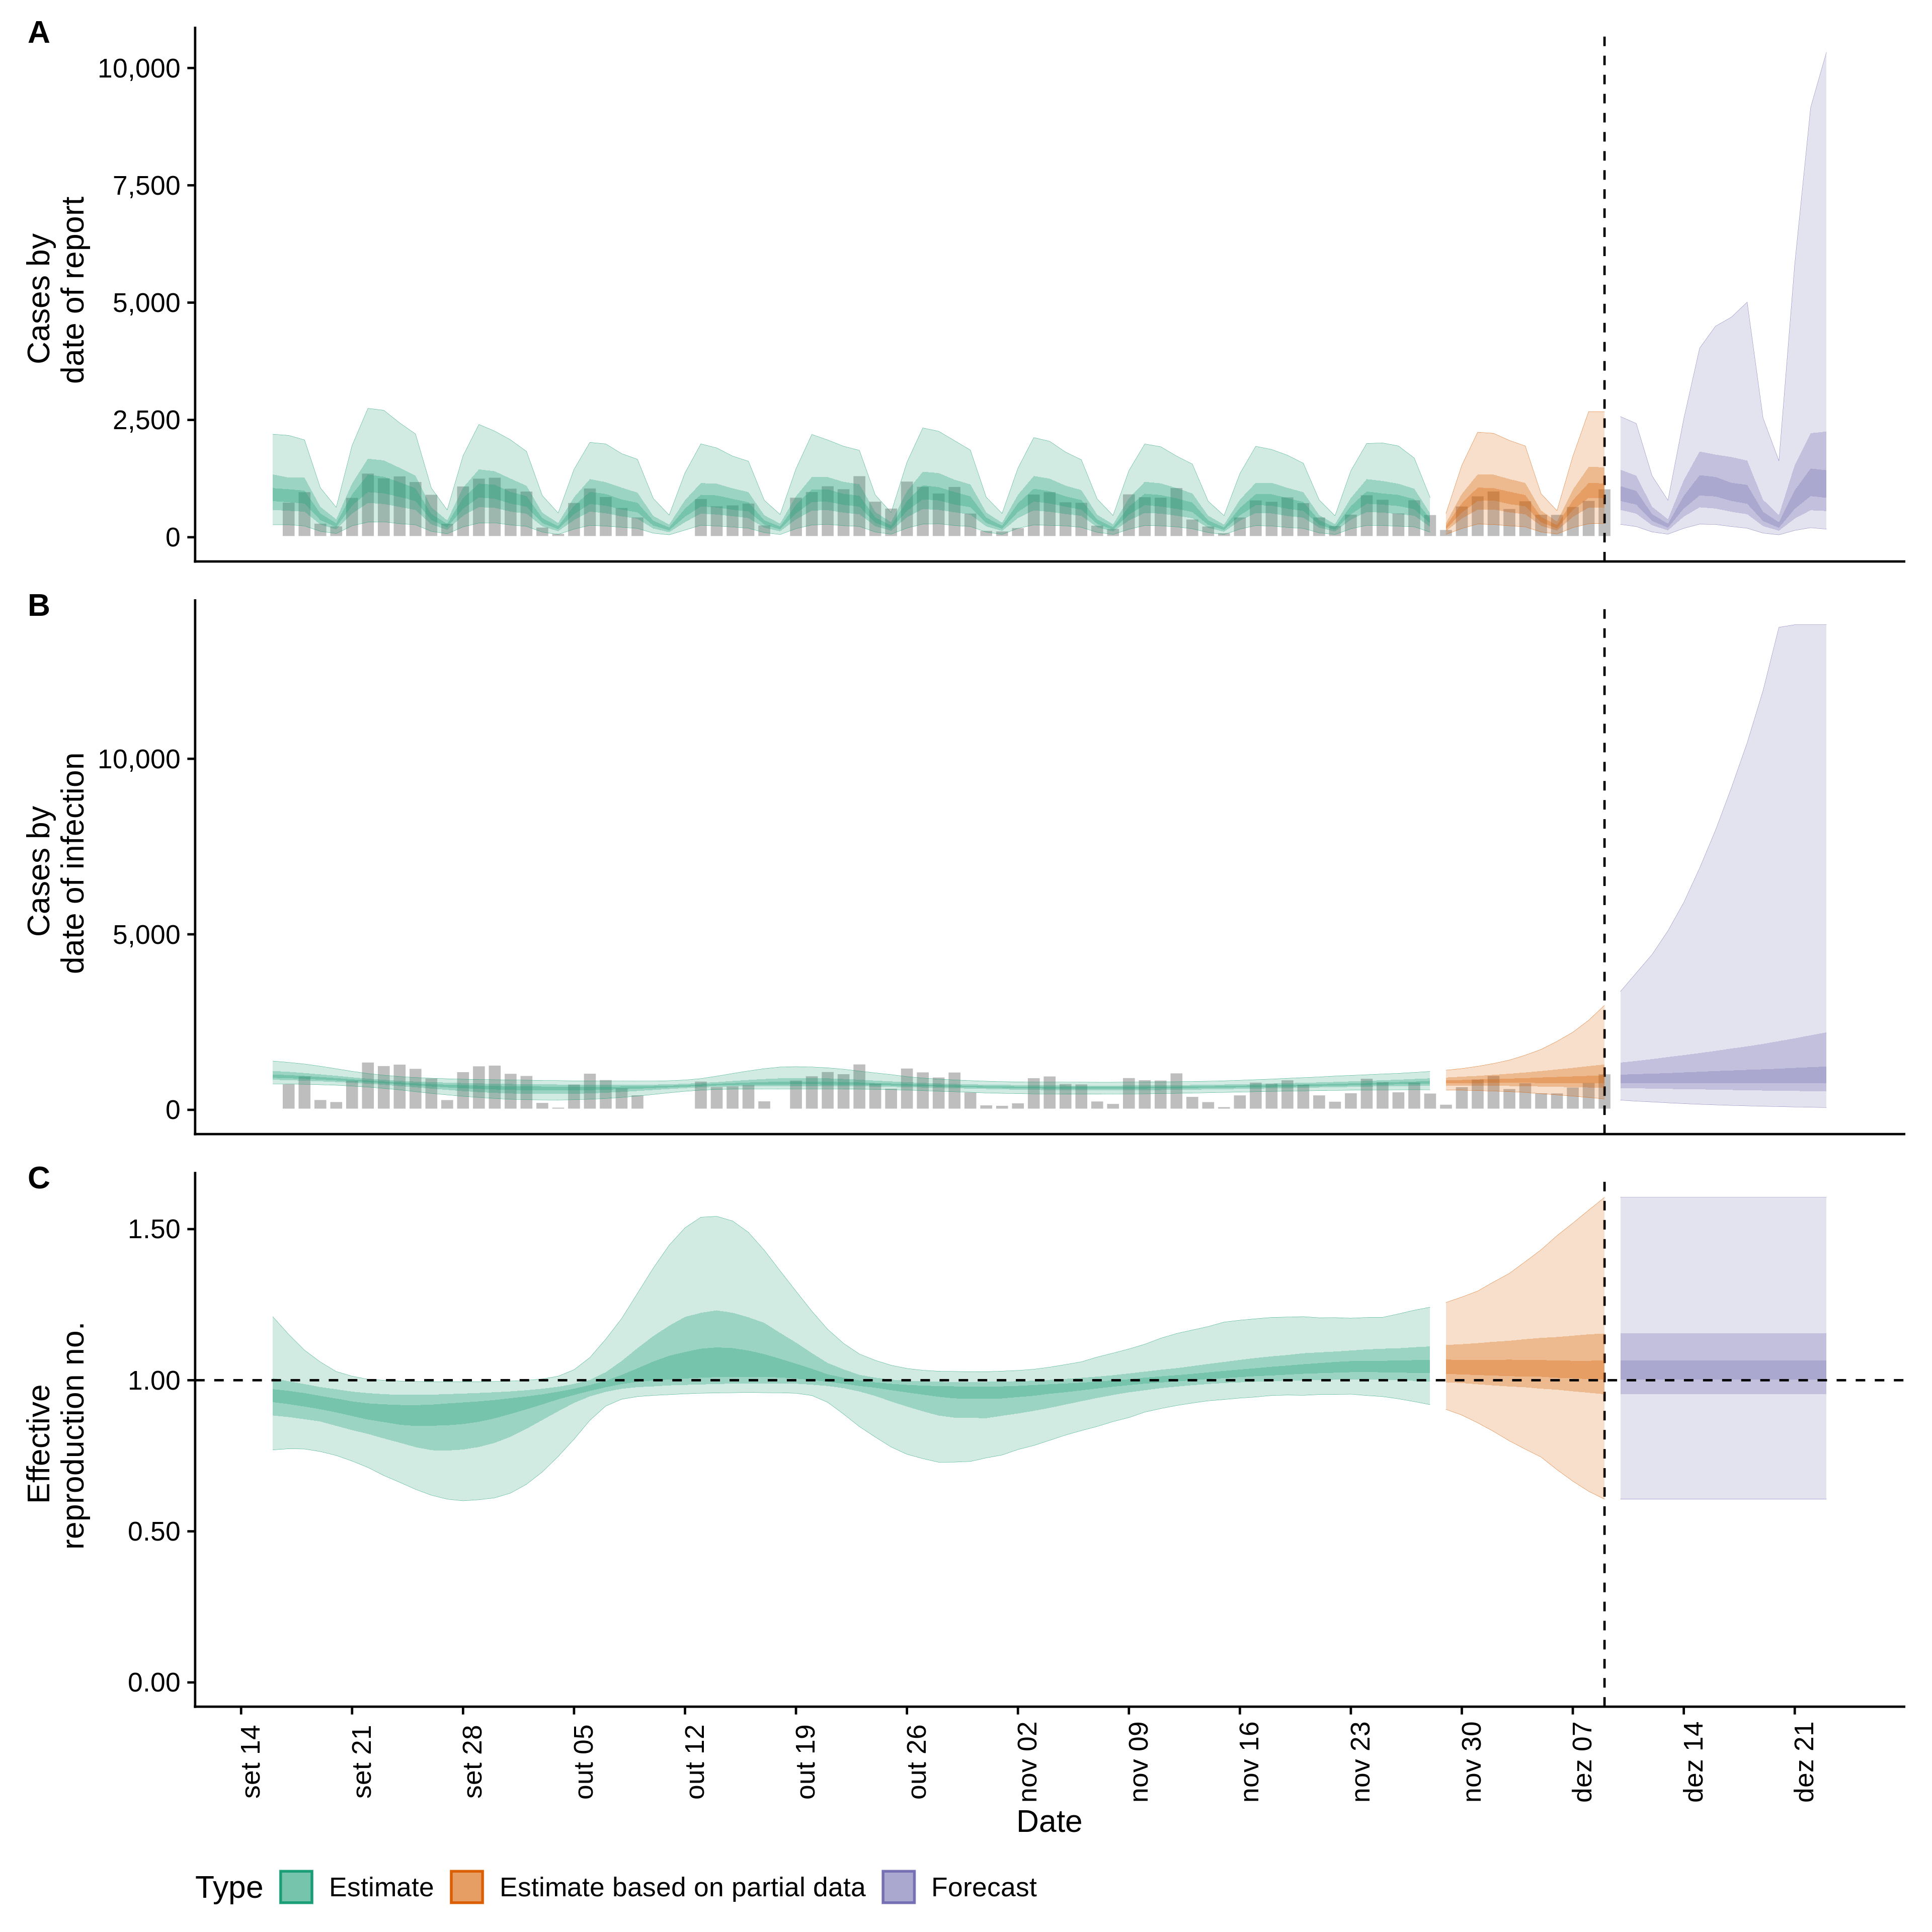 A
10,000
7,500
5,000
2,500
0
Cases by
date of report
B
10,000
5,000
0
Cases by
date of infection
C
1.50
1.00
0.50
0.00
Effective
reproduction no.
set 14
set 21
set 28
out 05
out 12
out 19
out 26
nov 02
nov 09
nov 16
nov 23
nov 30
dez 07
dez 14
dez 21
Date
Type Estimate Estimate based on partial data Forecast